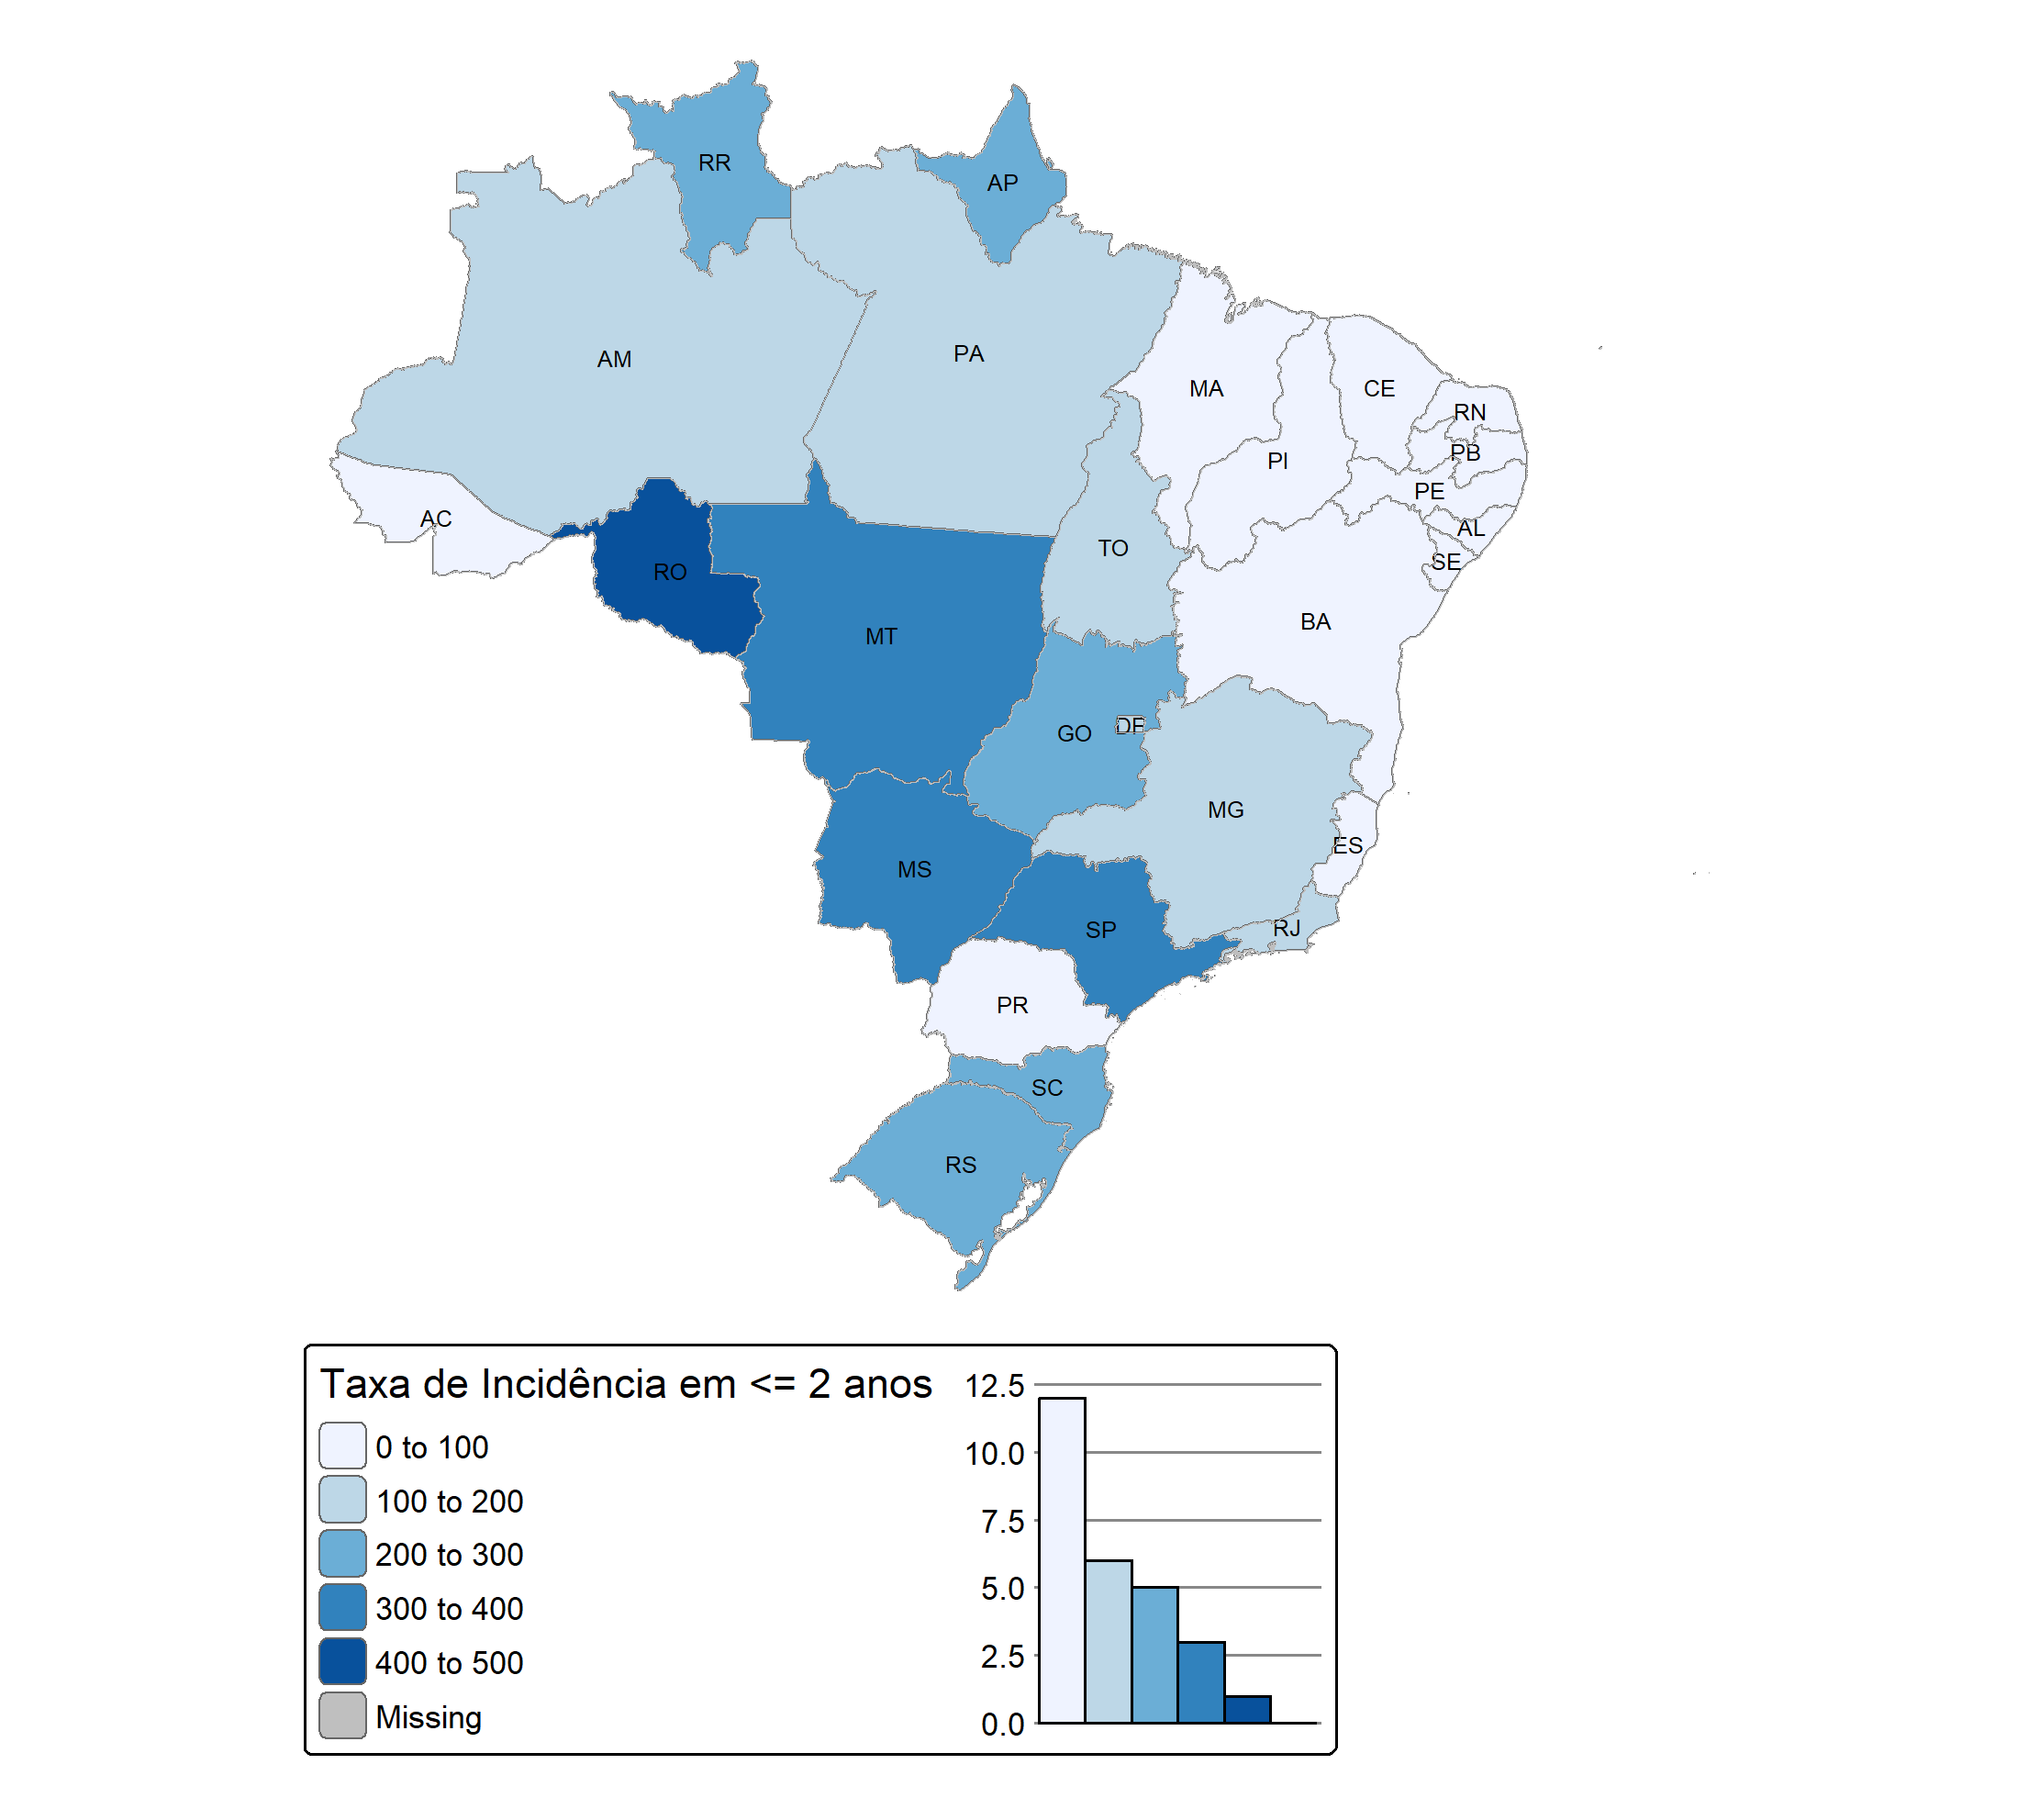 RR
AP
AM
PA
MA
CE
RN
PB
PI
PE
AC
AL
TO
SE
RO
BA
MT
DF
GO
MG
ES
MS
RJ
SP
PR
SC
RS
Taxa de Incidência em <= 2 anos
0 to 100
100 to 200
200 to 300
300 to 400
400 to 500
Missing
12.5
10.0
7.5
5.0
2.5
0.0